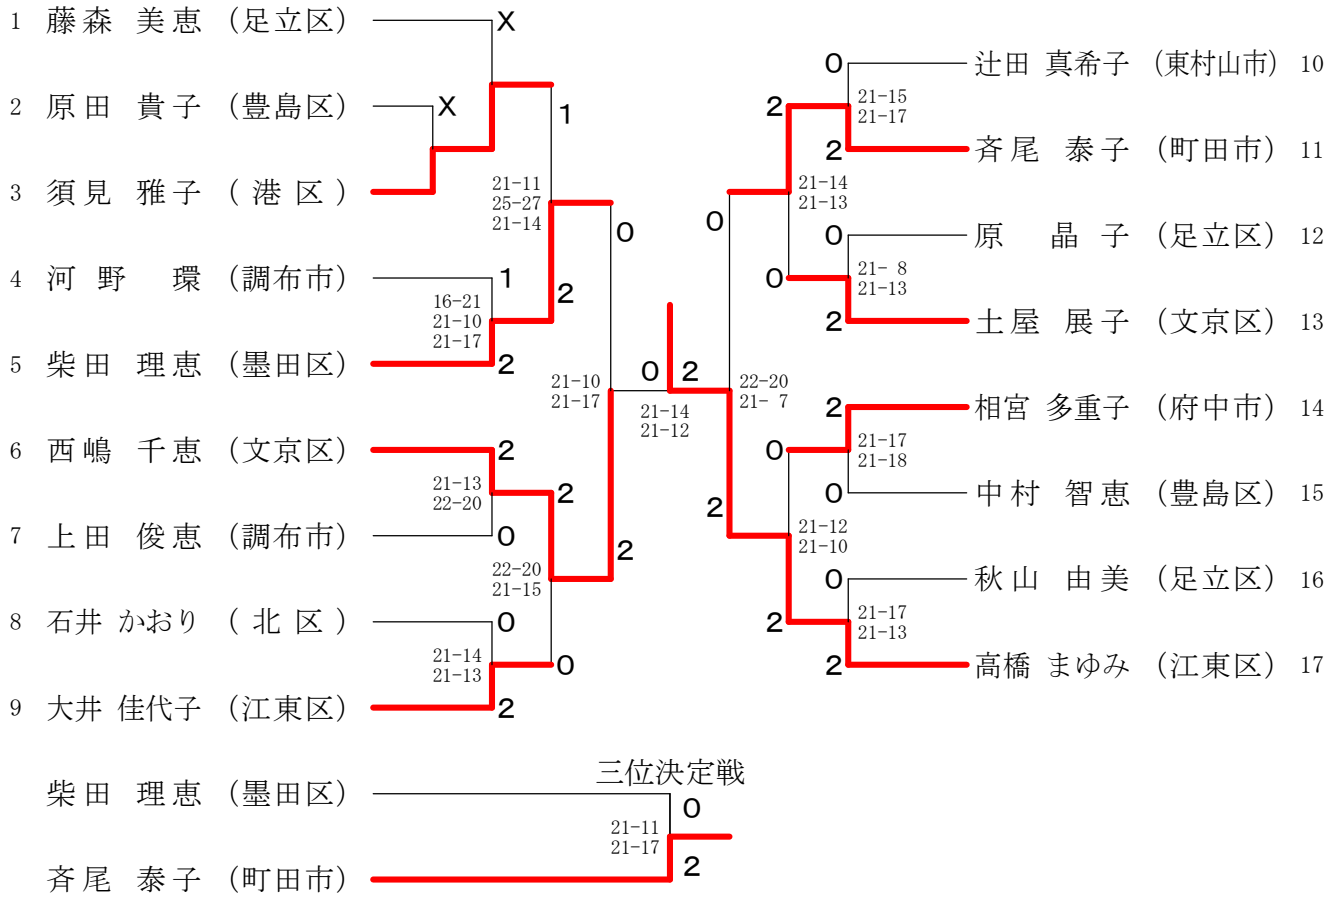 1 藤森 美恵 (足立区) X
2 原田 貴子 (豊島区) X
3 須見 雅子 (港区)
1
21-11
25-27
21-14
4 河野 環 (調布市) 1
16-21
21-10
21-17
5 柴田 理恵 (墨田区) 2
2
0
21-10
21-17
6 西嶋 千恵 (文京区) 2
21-13
22-20
7 上田 俊恵 (調布市) 0
2
22-20
21-15
2
8 石井 かおり (北区) 0
21-14
21-13
9 大井 佳代子 (江東区) 2
0
0 2
21-14
21-12
0 辻田 真希子 (東村山市) 10
21-15
21-17
2 斉尾 泰子 (町田市) 11
2
21-14
21-13
0
0 原 晶子 (足立区) 12
21- 8
21-13
2 土屋 展子 (文京区) 13
0
22-20
21- 7
2 相宮 多重子 (府中市) 14
21-17
21-18
0 中村 智恵 (豊島区) 15
0
2
21-12
21-10
0 秋山 由美 (足立区) 16
21-17
21-13
2 高橋 まゆみ (江東区) 17
2
三位決定戦
柴田 理恵 (墨田区) 0
21-11
21-17
斉尾 泰子 (町田市) 2